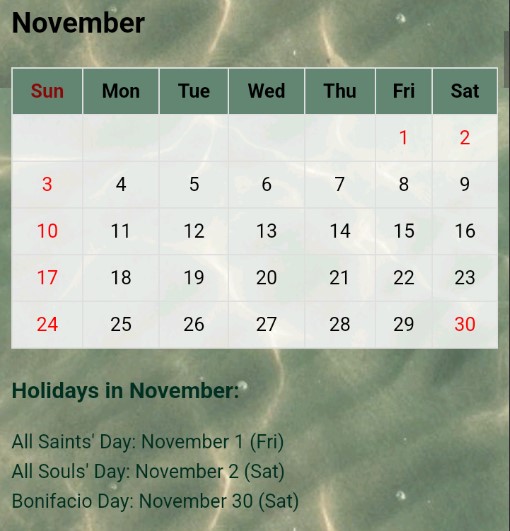 November
Sun Mon Tue Wed Thu Fri Sat
1 2
3 4 5 6 7 8 9
10 11 12 13 14 15 16
17 18 19 20 21 22 23
24 25 26 27 28 29 30
Holidays in November:
All Saints' Day: November 1 (Fri)
All Souls' Day: November 2 (Sat)
Bonifacio Day: November 30 (Sat)